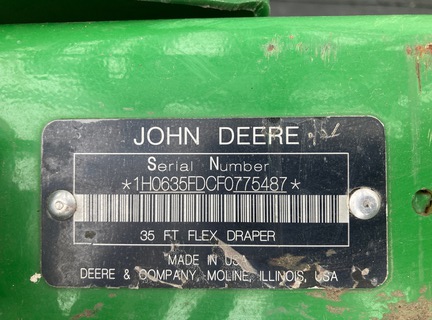 JOHN DEERE
Serial Number
*1H0635FDCF0775487*
35 FT FLEX DRAPER
MADE IN USA
DEERE & COMPANY, MOLINE, ILLINOIS, USA